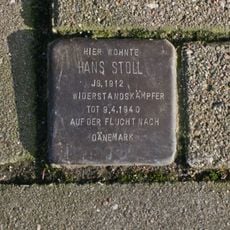 HIER WOHNTE
HANS STOLL
JG. 1912
WIDERSTANDSKÄMPFER
TOT 9.4.1940
AUF DER FLUCHT NACH
DÄNEMARK